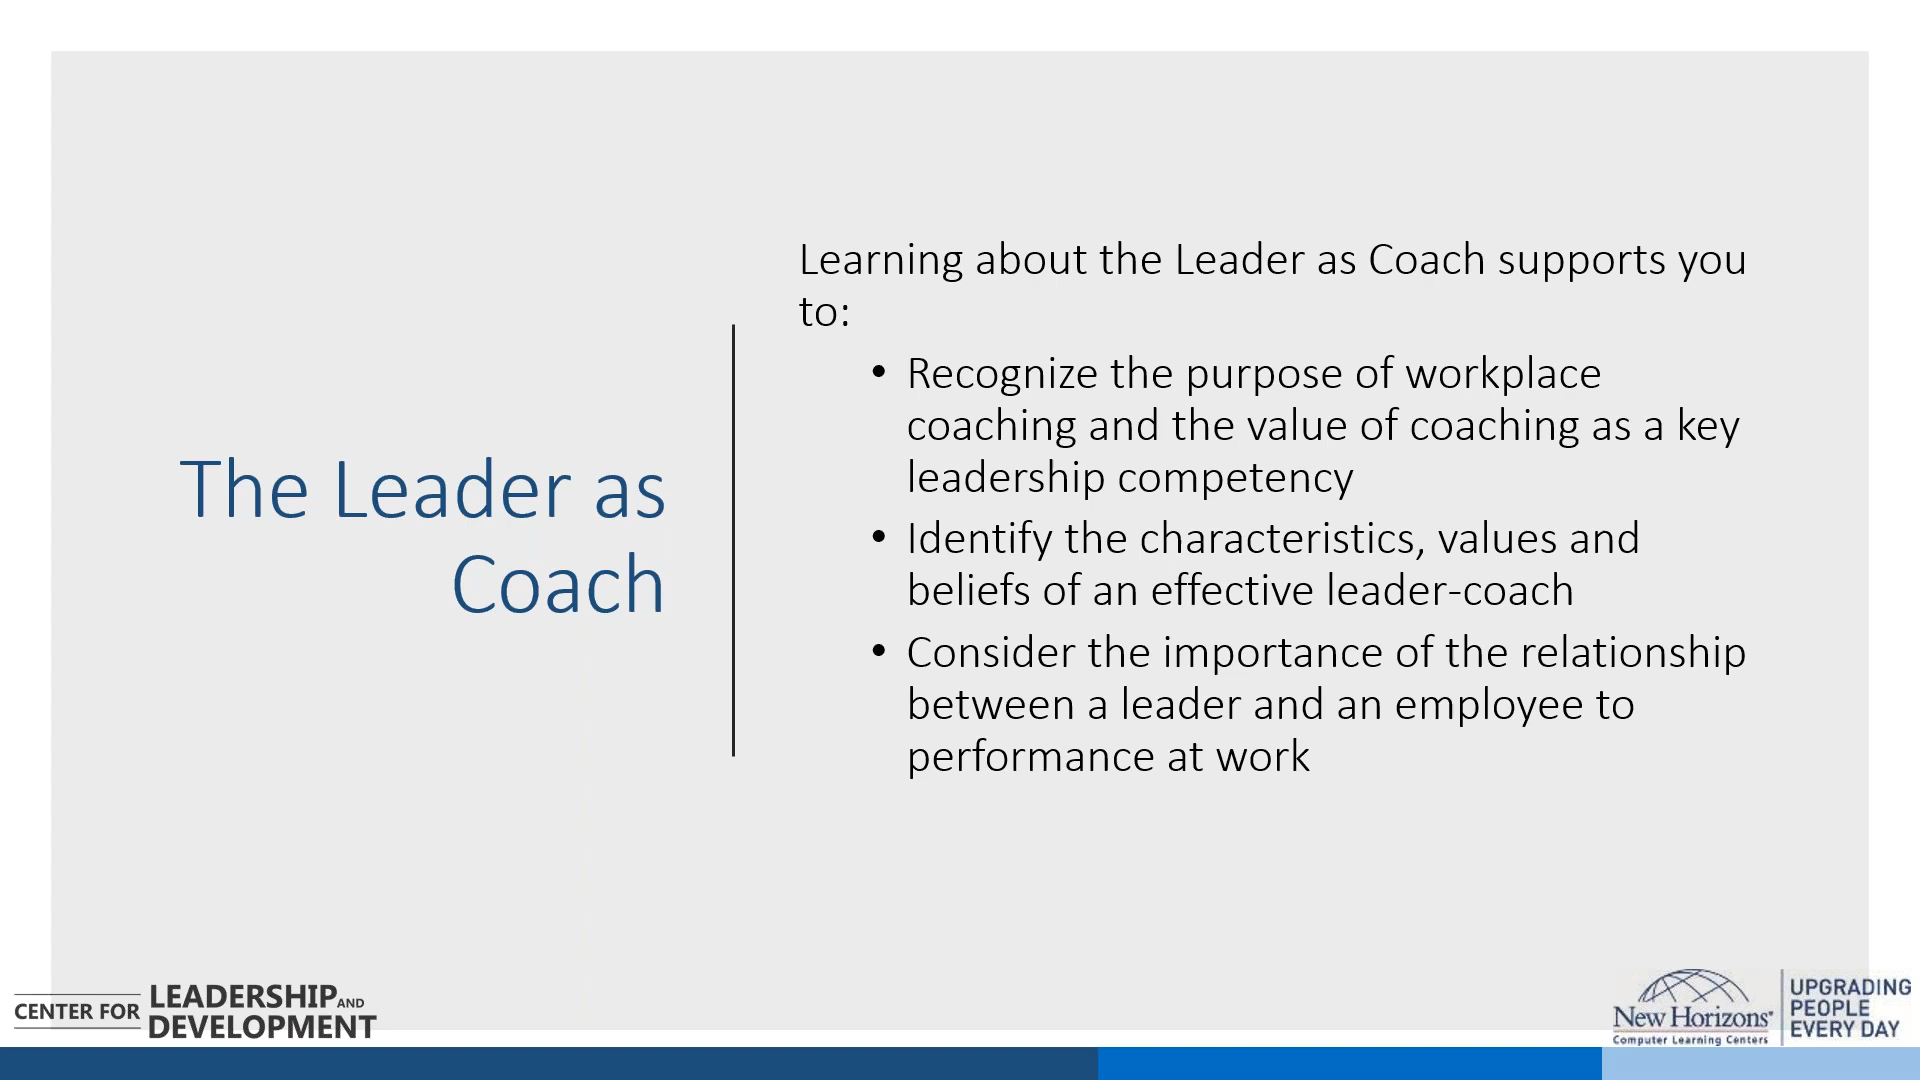 The Leader as
Coach
Learning about the Leader as Coach supports you
to:
• Recognize the purpose of workplace
coaching and the value of coaching as a key
leadership competency
• Identify the characteristics, values and
beliefs of an effective leader-coach
• Consider the importance of the relationship
between a leader and an employee to
performance at work
CENTER FOR LEADERSHIP AND
DEVELOPMENT
New Horizons®
Computer Learning Centers
UPGRADING
PEOPLE
EVERY DAY